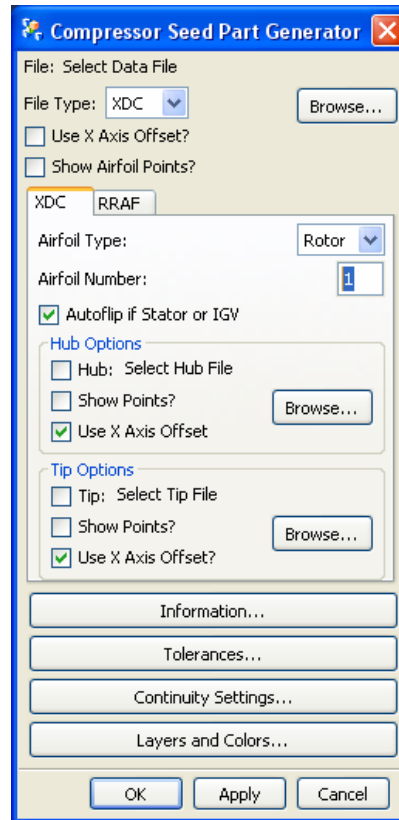 Compressor Seed Part Generator
File: Select Data File
File Type: XDC Browse...
Use X Axis Offset?
Show Airfoil Points?
XDC RRAF
Airfoil Type: Rotor
Airfoil Number: 1
Autoflip if Stator or IGV
Hub Options
Hub: Select Hub File
Show Points? Browse...
Use X Axis Offset
Tip Options
Tip: Select Tip File
Show Points? Browse...
Use X Axis Offset?
Information...
Tolerances...
Continuity Settings...
Layers and Colors...
OK Apply Cancel